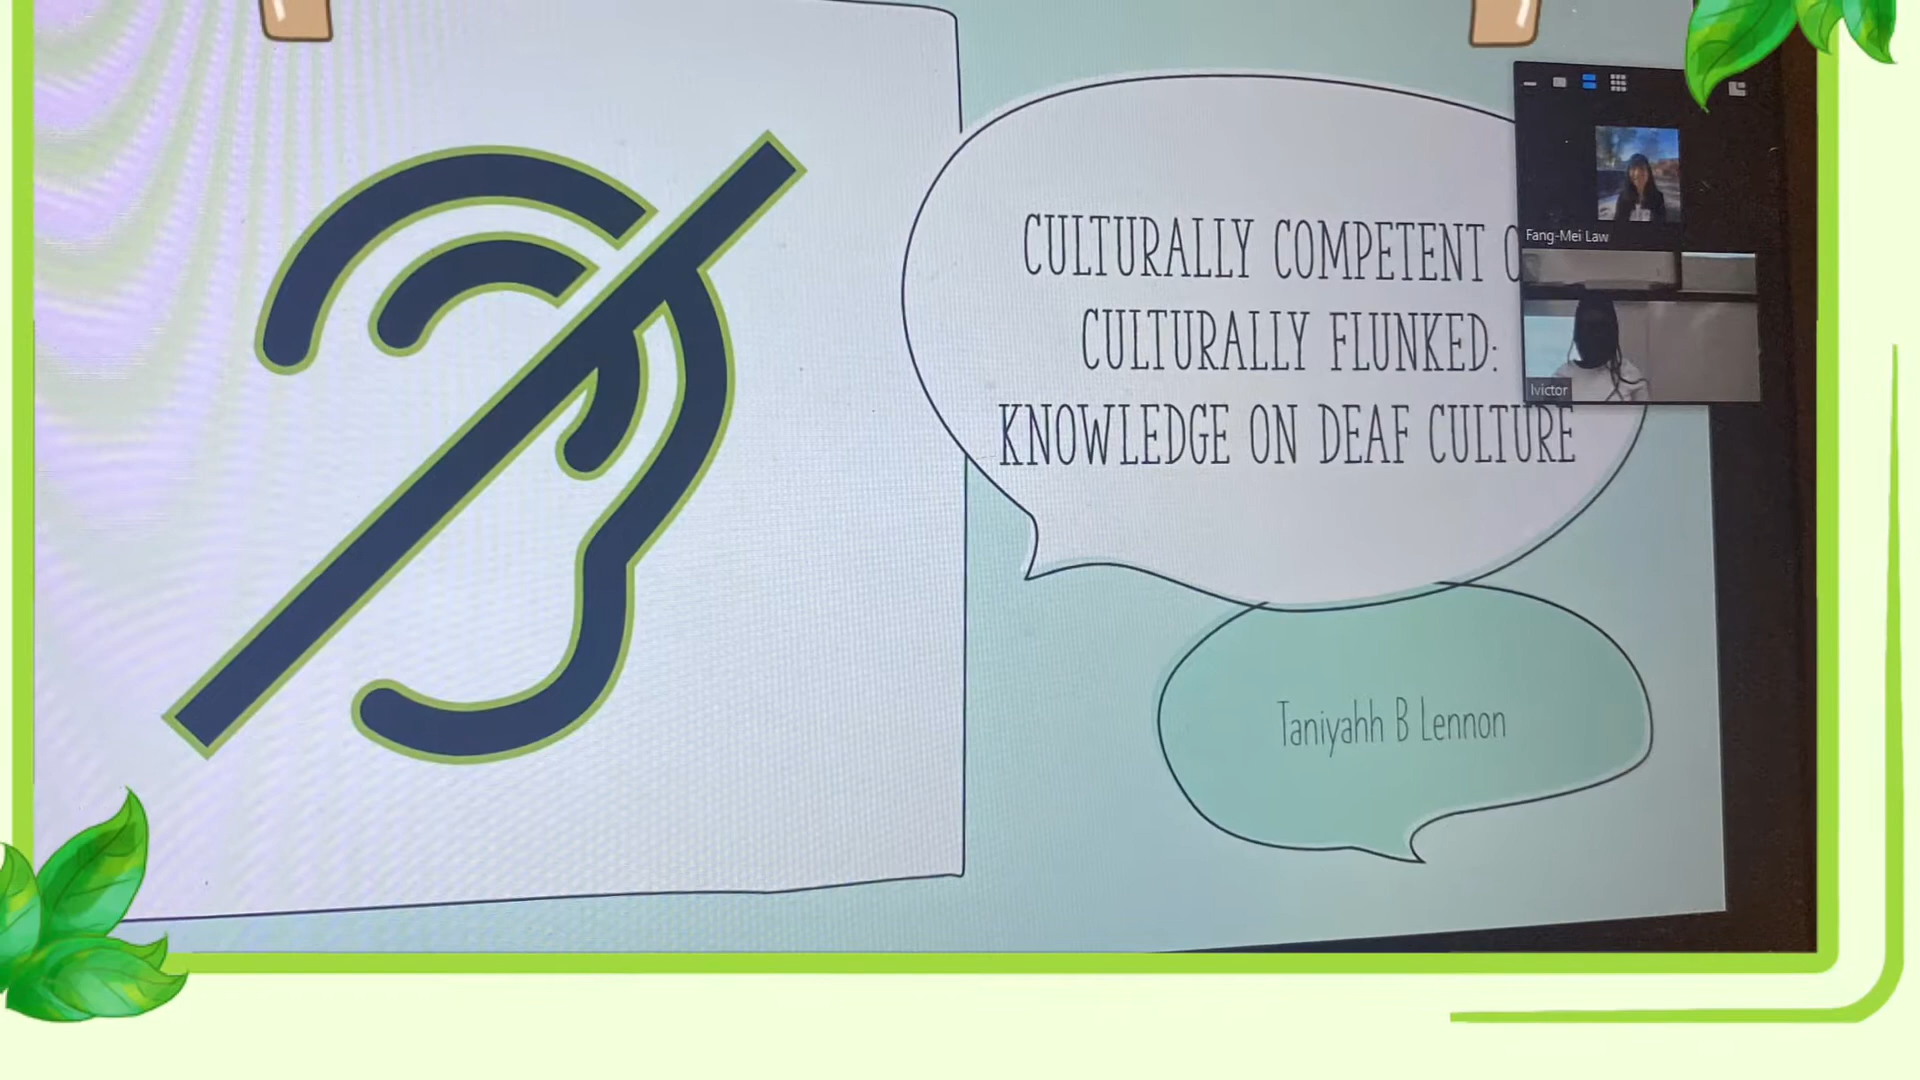 CULTURALLY COMPETENT
CULTURALLY FLUNKED:
KNOWLEDGE ON DEAF CULTURE
Taniyahh B Lennon
Fang-Mei Law
lvictor